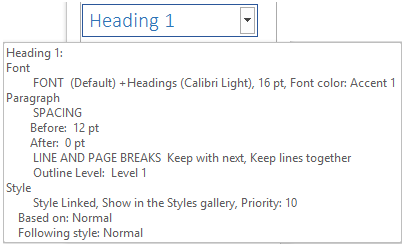 Heading 1
Heading 1:
Font
FONT (Default) +Headings (Calibri Light), 16 pt, Font color: Accent 1
Paragraph
SPACING
Before: 12 pt
After: 0 pt
LINE AND PAGE BREAKS Keep with next, Keep lines together
Outline Level: Level 1
Style
Style Linked, Show in the Styles gallery, Priority: 10
Based on: Normal
Following style: Normal